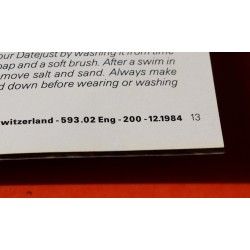 our Datejust by washing it from time
oap and a soft brush. After a swim in
move salt and sand. Always make
d down before wearing or washing
witzerland - 593.02 Eng - 200 - 12.1984 13